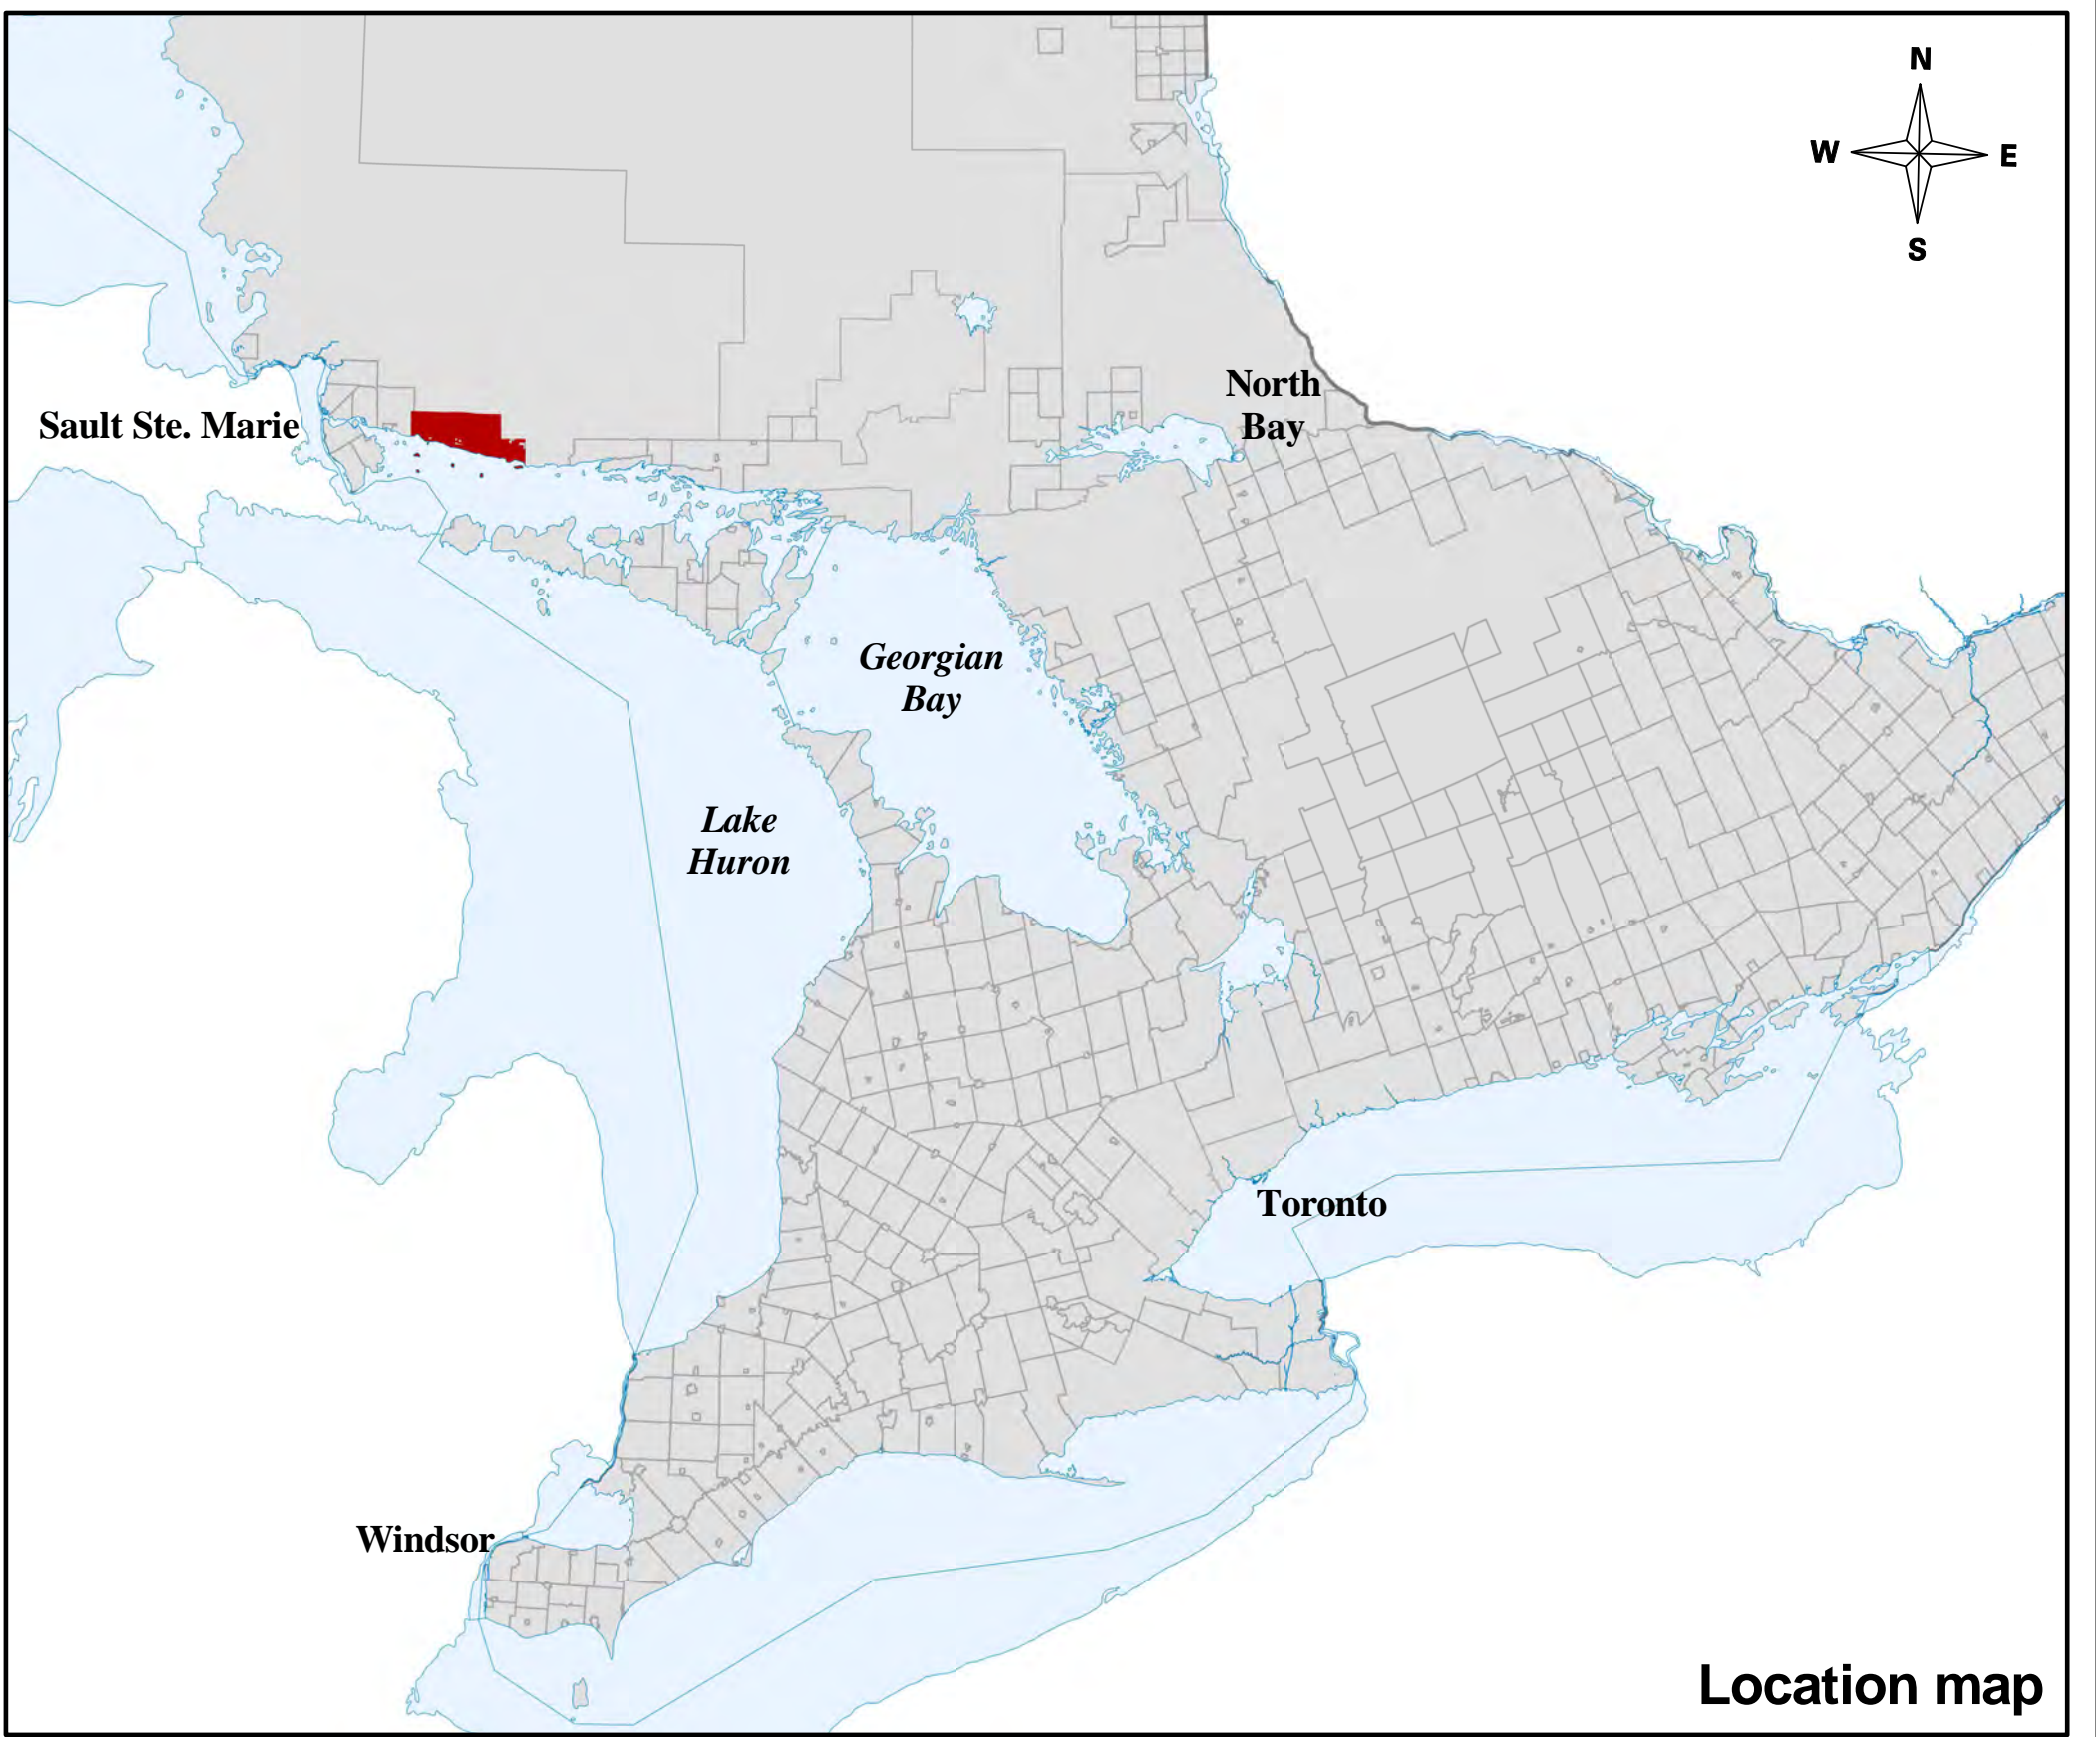 N
W
E
S
North
Bay
Sault Ste. Marie
Georgian
Bay
Lake
Huron
Toronto
Windsor
Location map